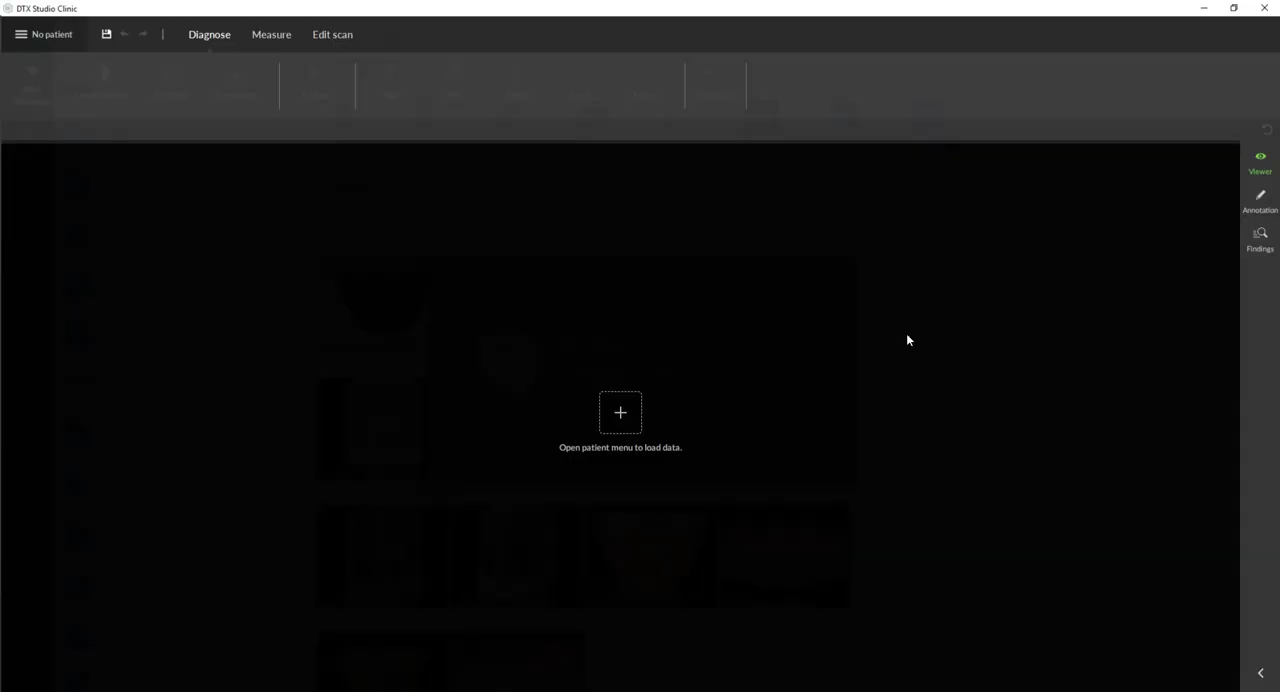 DTX Studio Clinic
No patient
Diagnose
Measure
Edit scan
Viewer
Annotation
Findings
Open patient menu to load data.